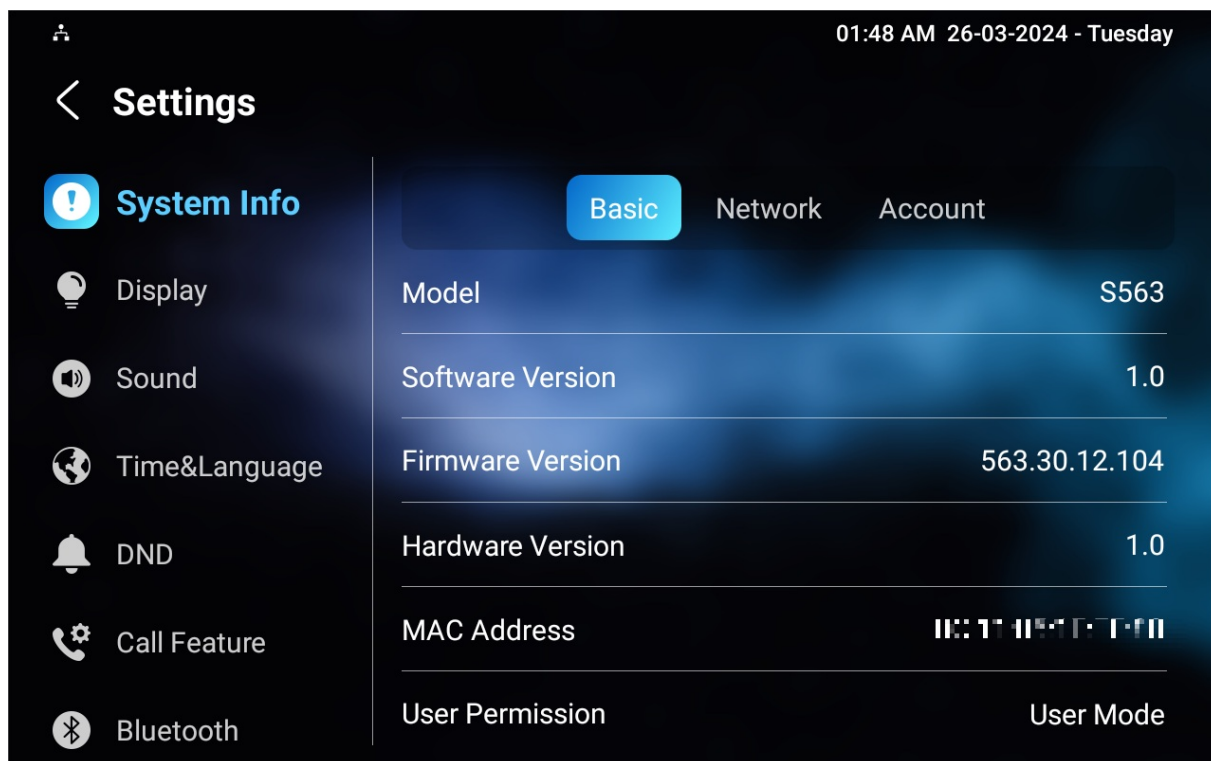 01:48 AM 26-03-2024 - Tuesday
Settings
System Info
Display
Sound
Time&Language
DND
Call Feature
Bluetooth
Basic Network Account
Model S563
Software Version 1.0
Firmware Version 563.30.12.104
Hardware Version 1.0
MAC Address
User Permission User Mode